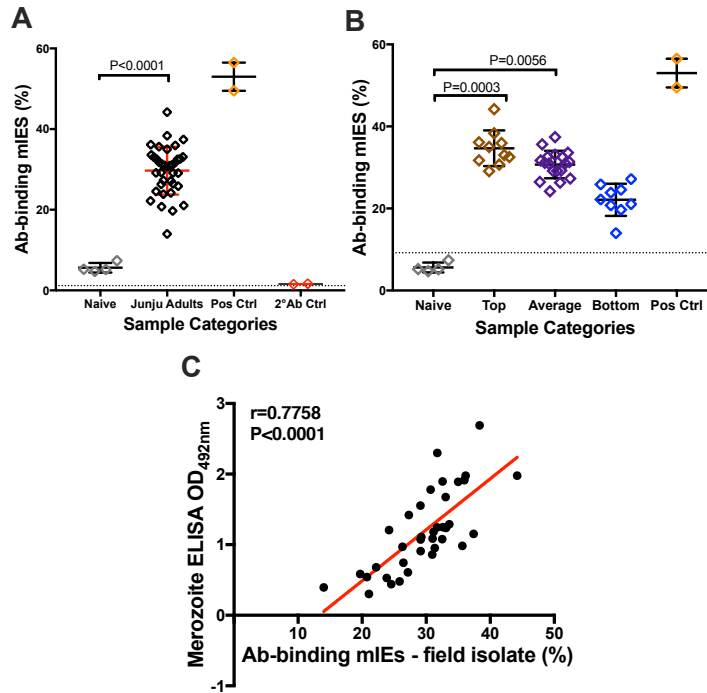 A
P<0.0001
60
40
20
0
Ab-binding mIES (%)
Naive Junju Adults Pos Ctrl 2°Ab Ctrl
Sample Categories
B
P=0.0056
P=0.0003
60
40
20
0
Ab-binding mIES (%)
Naive Top Average Bottom Pos Ctrl
Sample Categories
C
r=0.7758
P<0.0001
3
2
1
0
-1
Merozoite ELISA OD492nm
10 20 30 40 50
Ab-binding mIEs - field isolate (%)